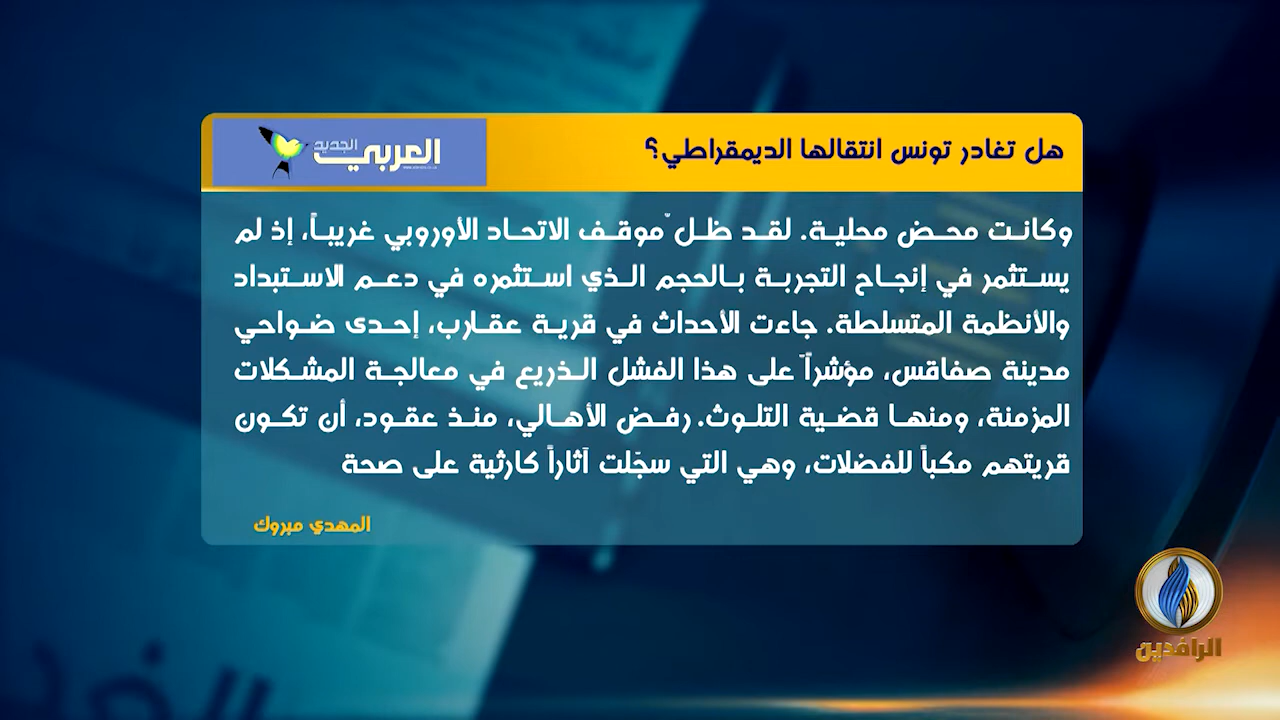 هل تغادر تونس انتقالها الديمقراطي؟
العربي الجديد
وكانت محض محلية. لقد ظلّ موقف الاتحاد الأوروبي غريباً، إذ لم
يستثمر في إنجاح التجربة بالحجم الذي استثمره في دعم الاستبداد
والأنظمة المتسلطة. جاءت الأحداث في قرية عقارب، إحدى ضواحي
مدينة صفاقس، مؤشراً على هذا الفشل الذريع في معالجة المشكلات
المزمنة، ومنها قضية التلوث. رفض الأهالي، منذ عقود، أن تكون
قريتهم مكباً للفضلات، وهي التي سجّلت آثاراً كارثية على صحة
المهدي مبروك
الرافدين